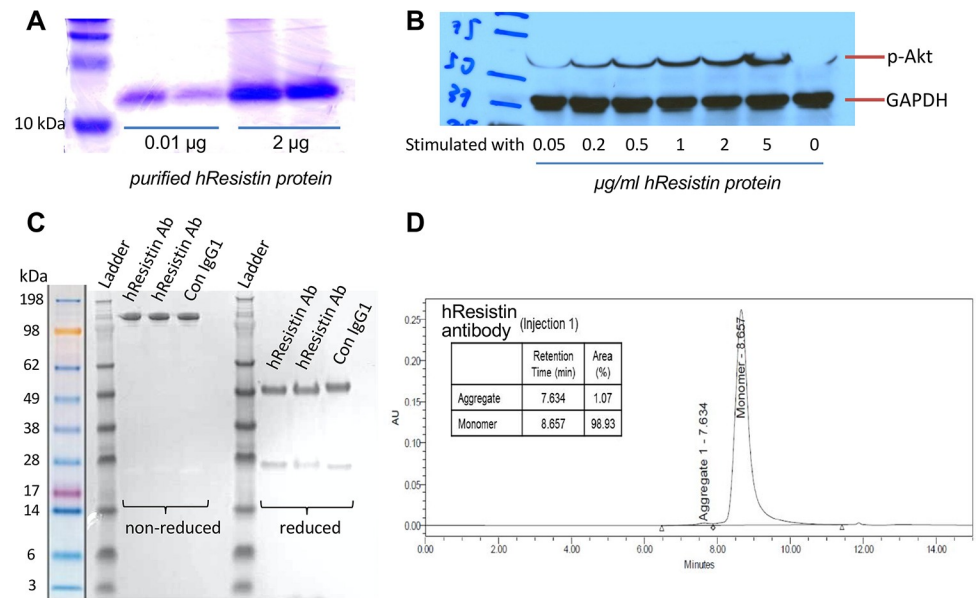 A
10 kDa
0.01 µg
2 µg
purified hResistin protein
B
75
50
37
25
p-Akt
GAPDH
Stimulated with 0.05 0.2 0.5 1 2 5 0
µg/ml hResistin protein
C
kDa
198
98
62
49
38
28
17
14
6
3
Ladder
hResistin Ab
hResistin Ab
Con IgG1
Ladder
hResistin Ab
hResistin Ab
Con IgG1
non-reduced
reduced
D
hResistin
antibody (Injection 1)
Retention Time (min) Area (%)
Aggregate 7.634 1.07
Monomer 8.657 98.93
Aggregate 1 - 7.634
Monomer - 8.657
AU
0.25
0.20
0.15
0.10
0.05
0.00
0.00 2.00 4.00 6.00 8.00 10.00 12.00 14.00
Minutes